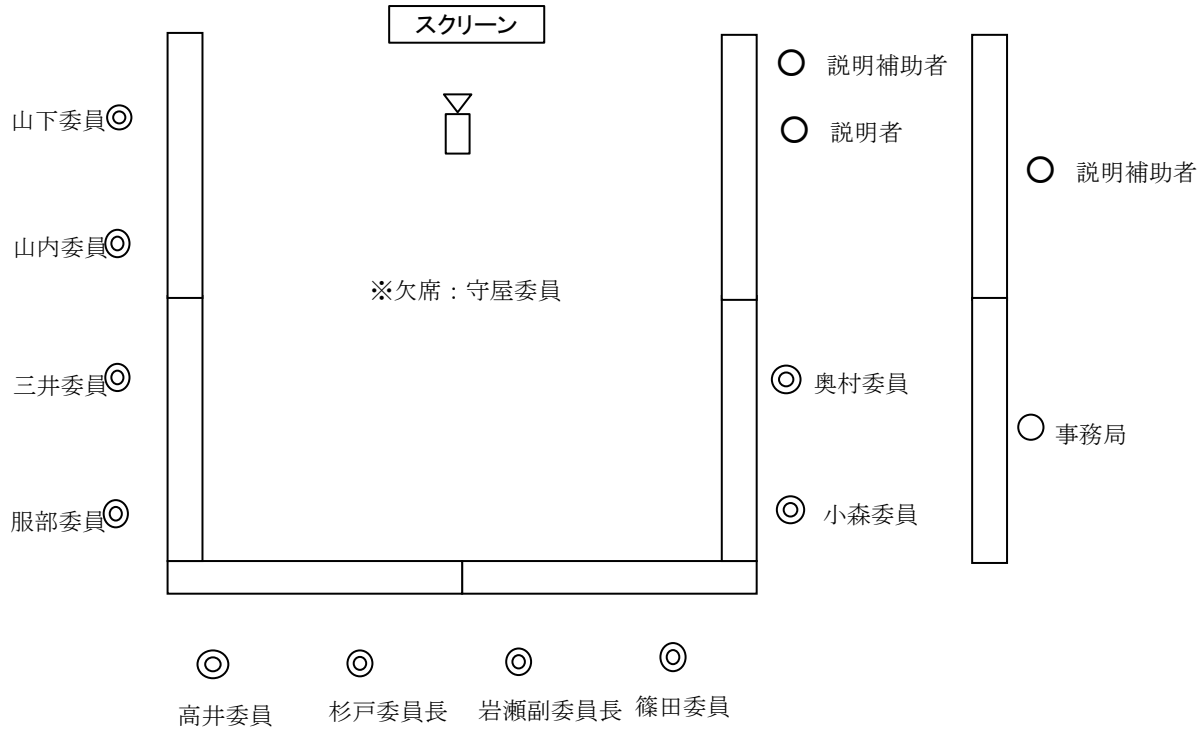 スクリーン
説明補助者
山下委員
説明者
説明補助者
山内委員
※欠席：守屋委員
三井委員
奥村委員
事務局
服部委員
小森委員
高井委員
杉戸委員長
岩瀬副委員長
篠田委員